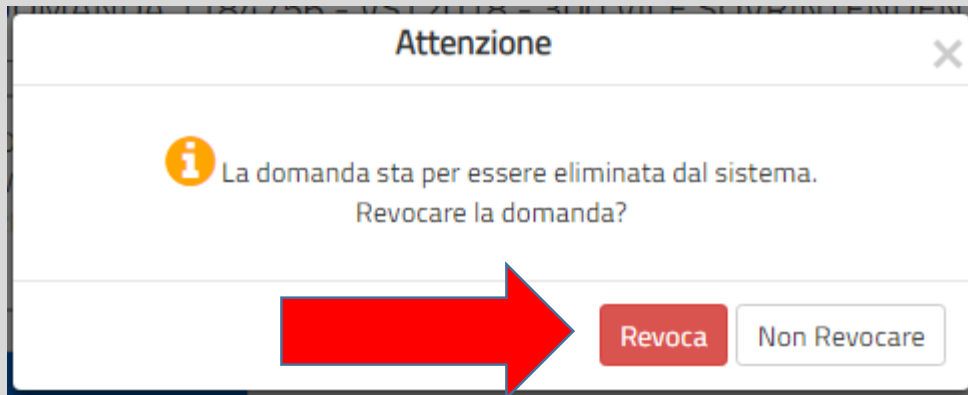 Attenzione
×
La domanda sta per essere eliminata dal sistema.
Revocare la domanda?
Revoca
Non Revocare